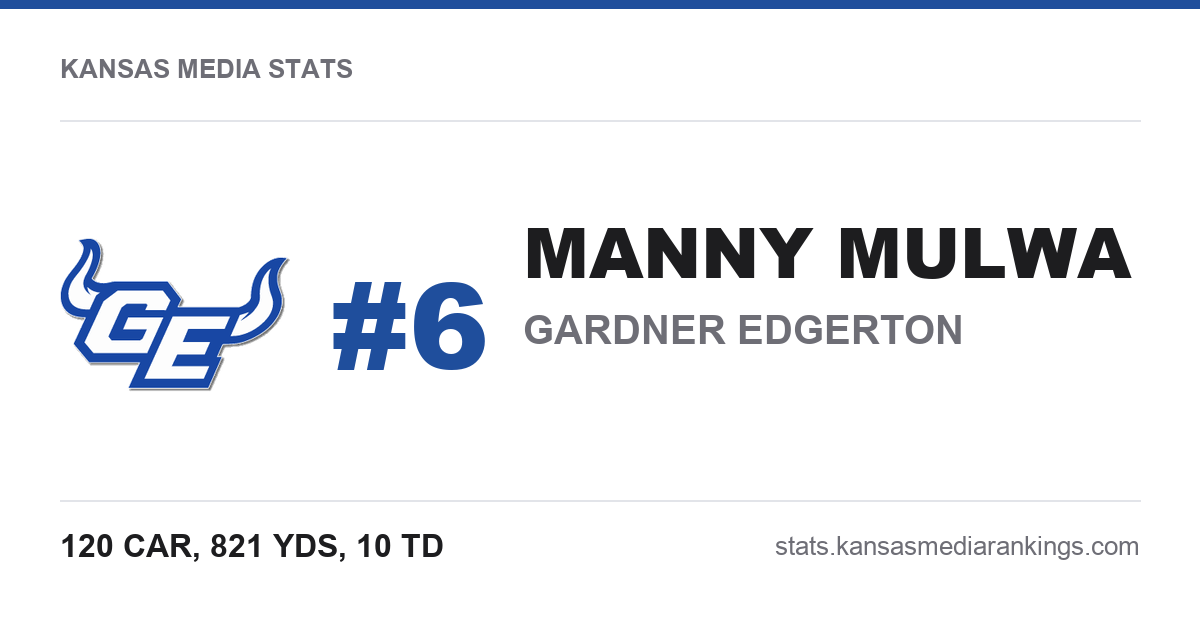 KANSAS MEDIA STATS
GE
#6
MANNY MULWA
GARDNER EDGERTON
120 CAR, 821 YDS, 10 TD
stats.kansasmediarankings.com